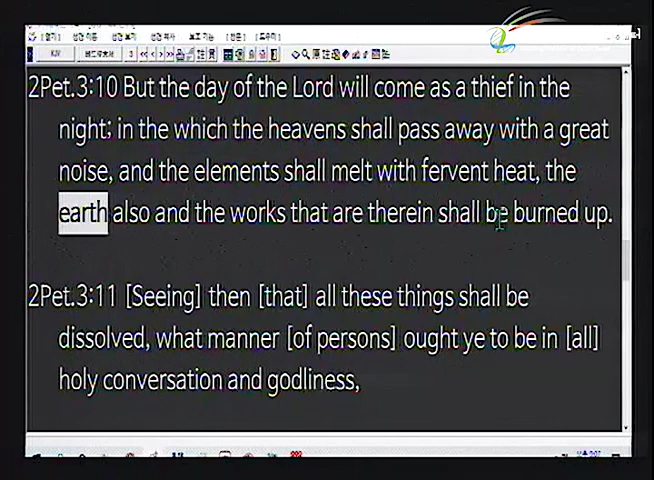 KJV
3
2Pet.3:10 But the day of the Lord will come as a thief in the
night; in the which the heavens shall pass away with a great
noise, and the elements shall melt with fervent heat, the
earth also and the works that are therein shall be burned up.
2Pet.3:11 [Seeing] then [that] all these things shall be
dissolved, what manner [of persons] ought ye to be in [all]
holy conversation and godliness,